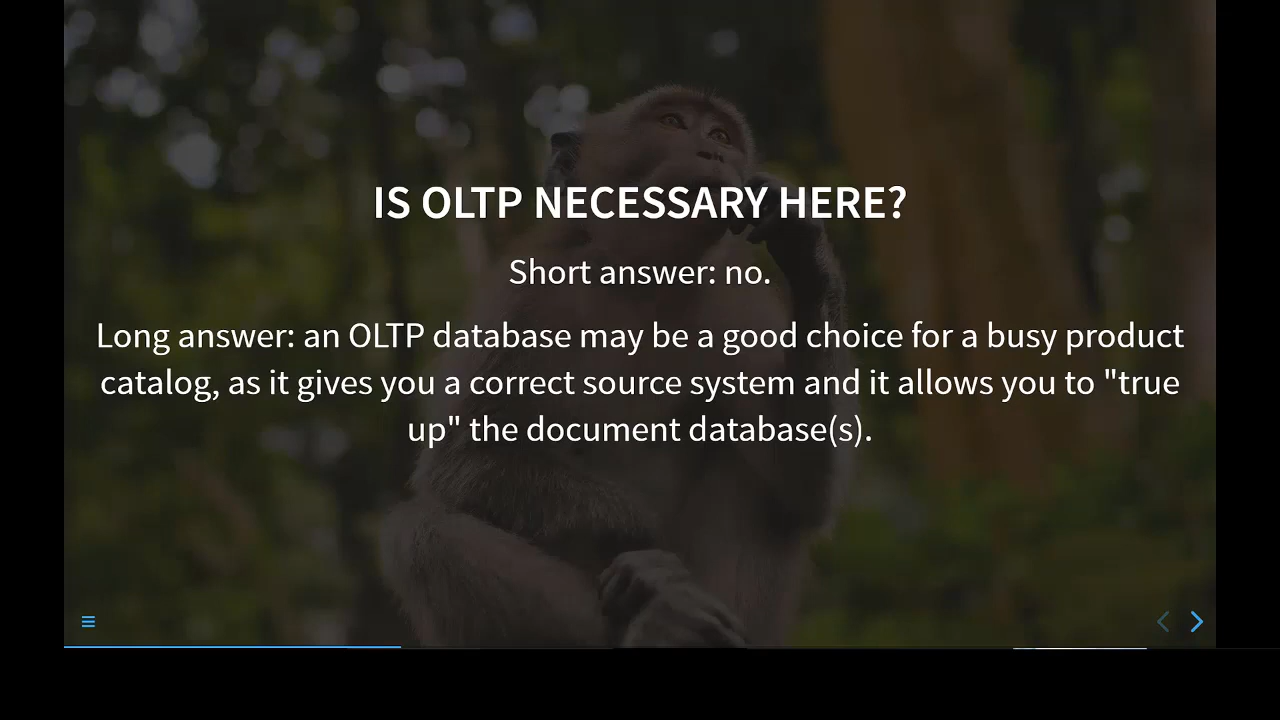 IS OLTP NECESSARY HERE?
Short answer: no.
Long answer: an OLTP database may be a good choice for a busy product
catalog, as it gives you a correct source system and it allows you to "true
up" the document database(s).